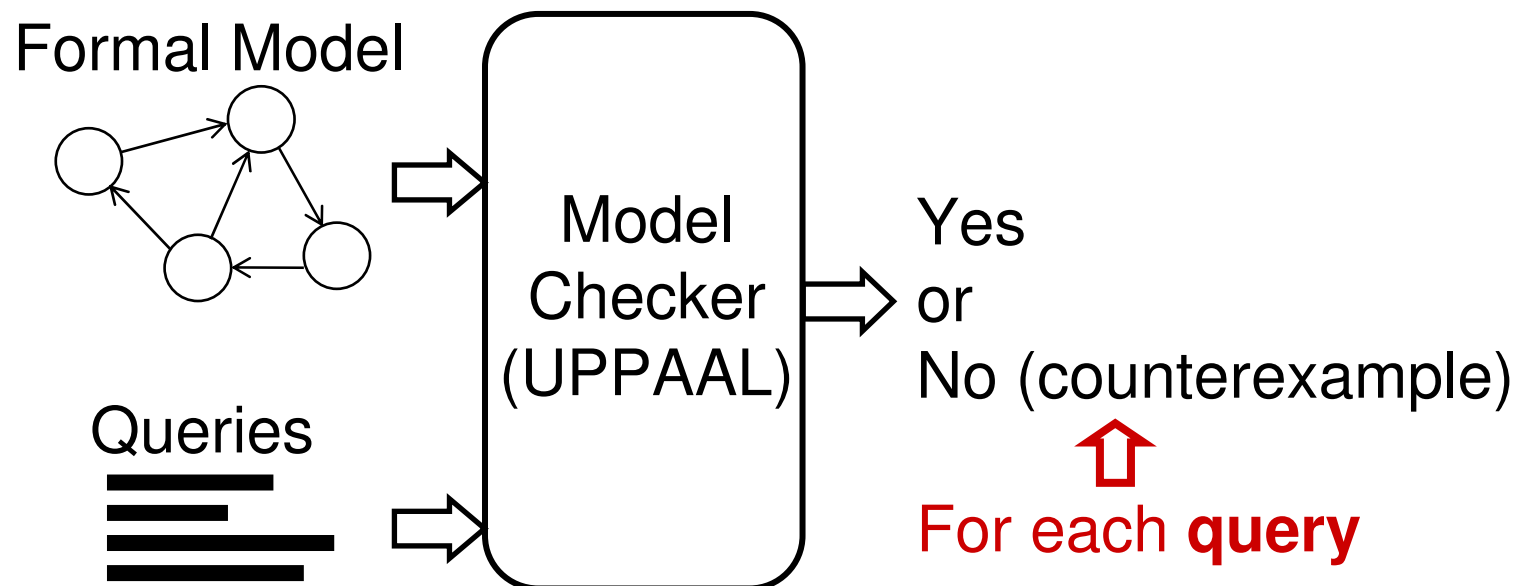 Formal Model
Queries
Model
Checker
(UPPAAL)
Yes
or
No (counterexample)
For each query